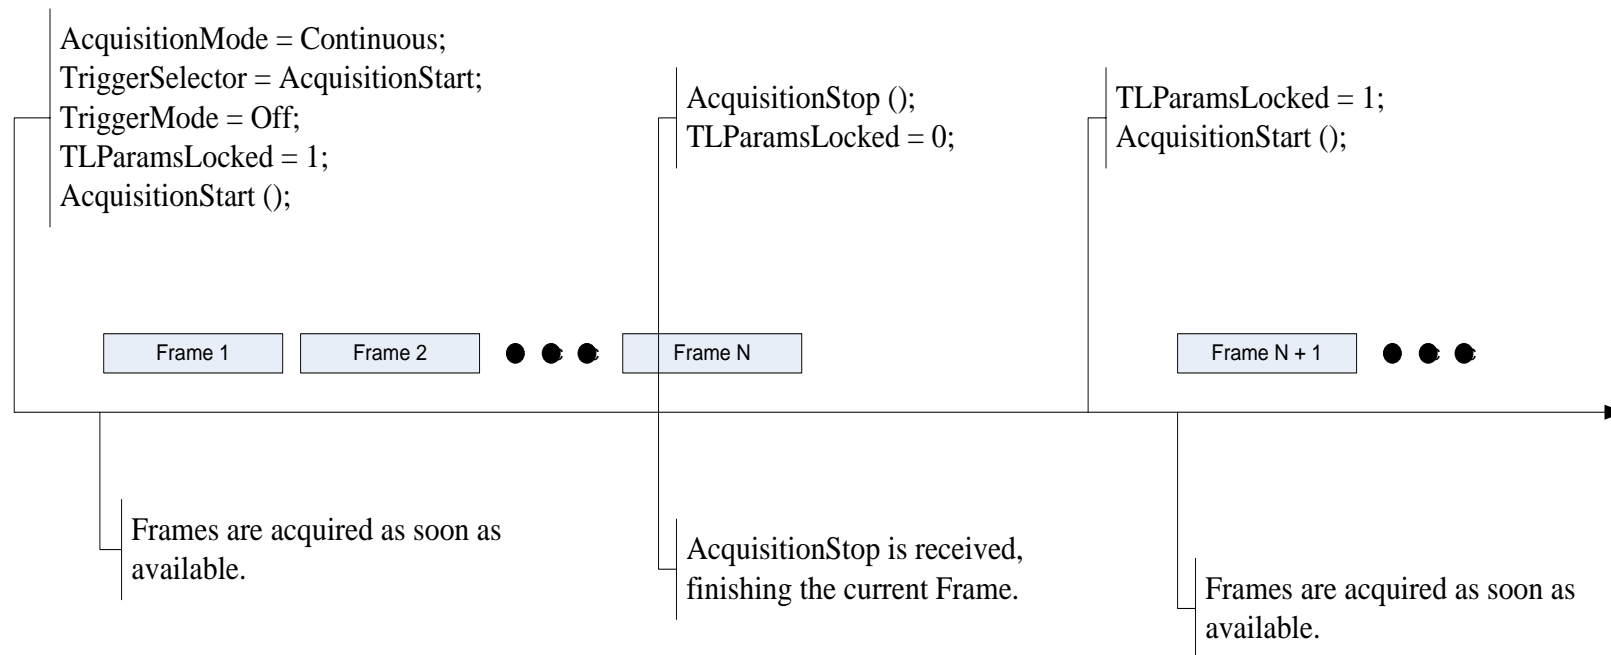 AcquisitionMode = Continuous;
TriggerSelector = AcquisitionStart;
TriggerMode = Off;
TLParamsLocked = 1;
AcquisitionStart ();
AcquisitionStop ();
TLParamsLocked = 0;
TLParamsLocked = 1;
AcquisitionStart ();
Frame 1
Frame 2
Frame N
Frame N + 1
Frames are acquired as soon as
available.
AcquisitionStop is received,
finishing the current Frame.
Frames are acquired as soon as
available.